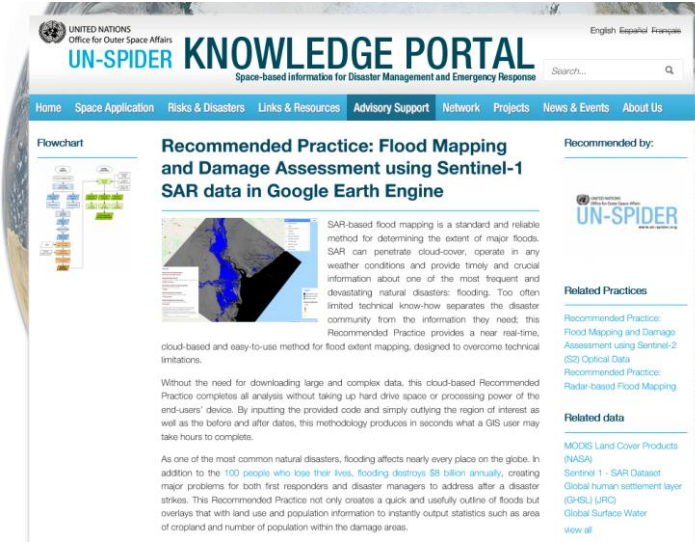 UNITED NATIONS
Office for Outer Space Affairs
UN-SPIDER KNOWLEDGE PORTAL
Space-based information for Disaster Management and Emergency Response
English Español Français
Search...
Home Space Application Risks & Disasters Links & Resources Advisory Support Network Projects News & Events About Us
Flowchart
Recommended Practice: Flood Mapping
and Damage Assessment using Sentinel-1
SAR data in Google Earth Engine
SAR-based flood mapping is a standard and reliable
method for determining the extent of major floods.
SAR can penetrate cloud-cover, operate in any
weather conditions and provide timely and crucial
information about one of the most frequent and
devastating natural disasters: flooding. Too often
limited technical know-how separates the disaster
community from the information they need; this
Recommended Practice provides a near real-time,
cloud-based and easy-to-use method for flood extent mapping, designed to overcome technical
limitations.
Without the need for downloading large and complex data, this cloud-based Recommended
Practice completes all analysis without taking up hard drive space or processing power of the
end-users' device. By inputting the provided code and simply outlying the region of interest as
well as the before and after dates, this methodology produces in seconds what a GIS user may
take hours to complete.
As one of the most common natural disasters, flooding affects nearly every place on the globe. In
addition to the 100 people who lose their lives, flooding destroys $8 billion annually, creating
major problems for both first responders and disaster managers to address after a disaster
strikes. This Recommended Practice not only creates a quick and usefully outline of floods but
overlays that with land use and population information to instantly output statistics such as area
of cropland and number of population within the damage areas.
Recommended by:
UNITED NATIONS
Office for Outer Space Affairs
UN-SPIDER
www.un-spider.org
Related Practices
Recommended Practice:
Flood Mapping and Damage
Assessment using Sentinel-2
(S2) Optical Data
Recommended Practice:
Radar-based Flood Mapping
Related data
MODIS Land Cover Products
(NASA)
Sentinel 1 - SAR Dataset
Global human settlement layer
(GHSL) (JRC)
Global Surface Water
view all